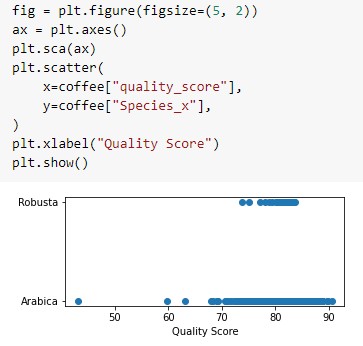 fig = plt.figure(figsize=(5, 2))
ax = plt.axes()
plt.sca(ax)
plt.scatter(
    x=coffee["quality_score"],
    y=coffee["Species_x"],
)
plt.xlabel("Quality Score")
plt.show()
Robusta
Arabica
50 60 70 80 90
Quality Score